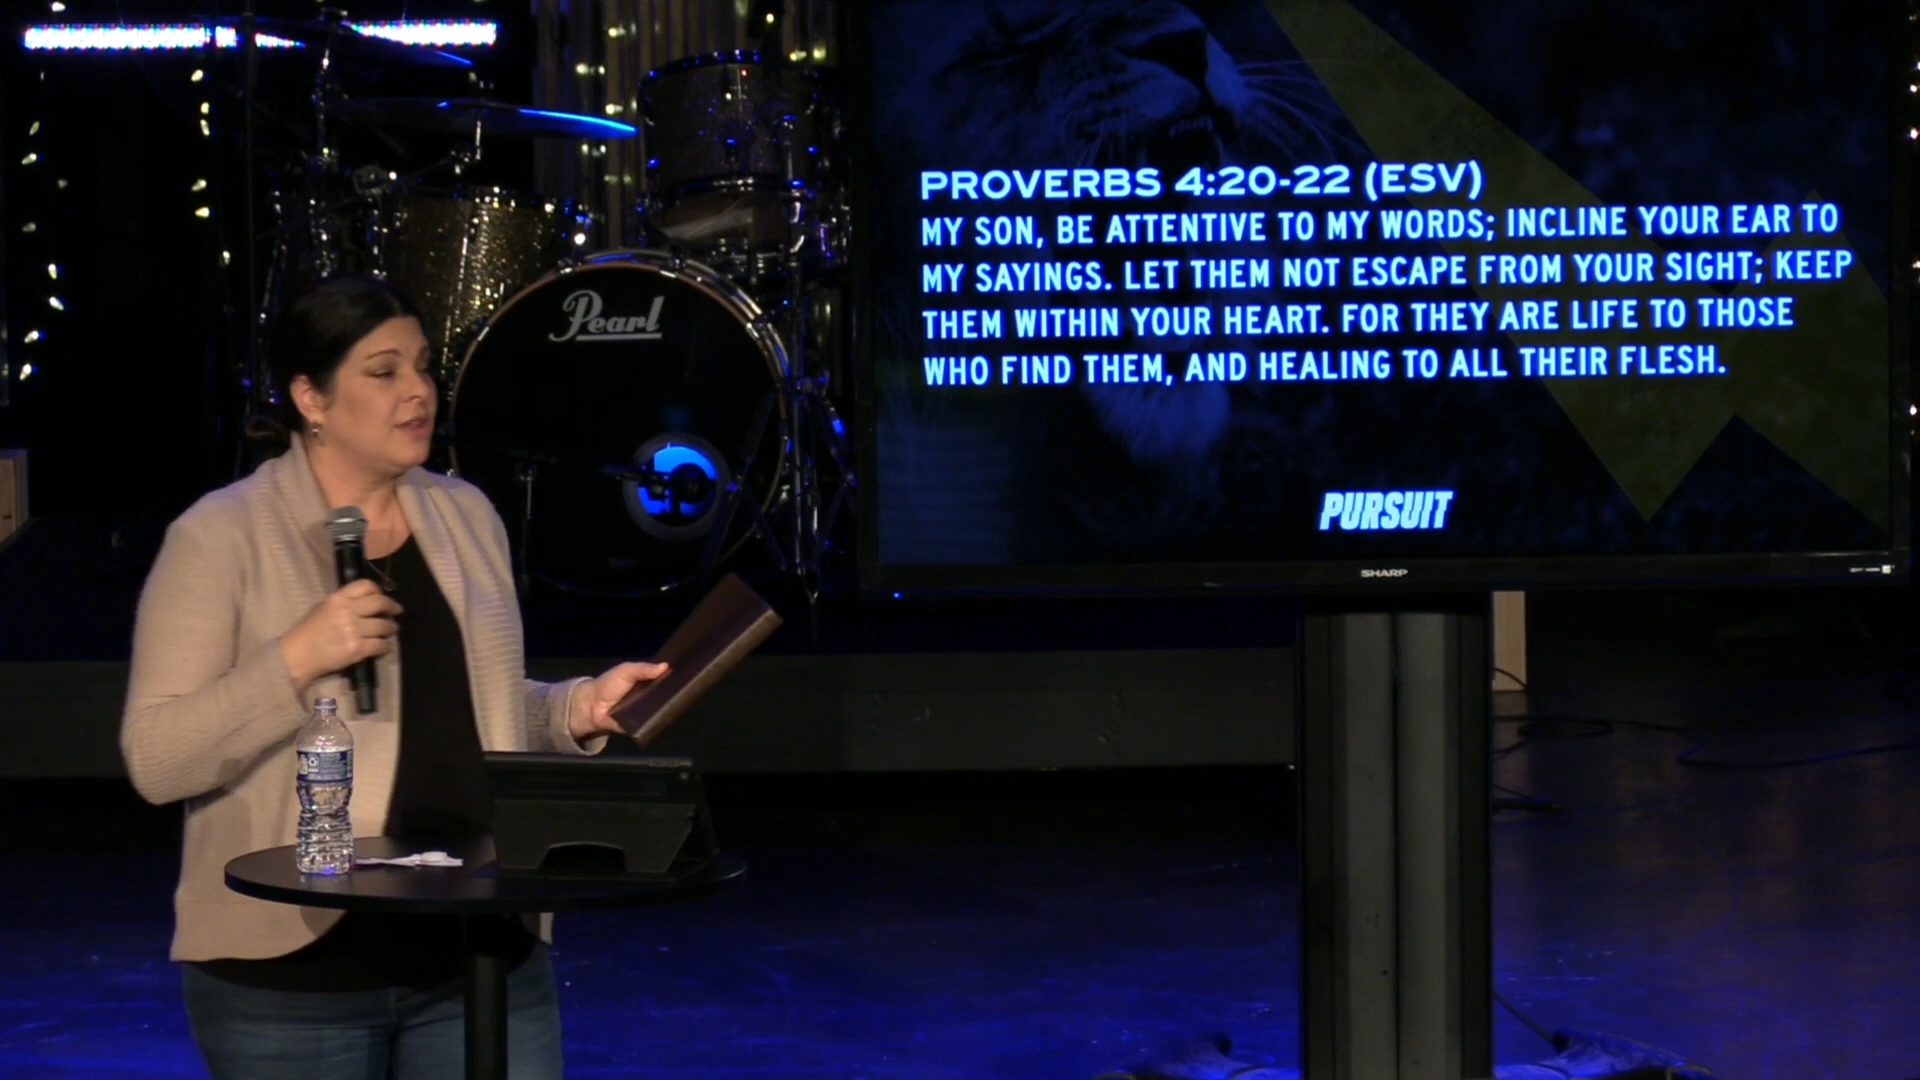 Pearl
PROVERBS 4:20-22 (ESV)
MY SON, BE ATTENTIVE TO MY WORDS; INCLINE YOUR EAR TO
MY SAYINGS. LET THEM NOT ESCAPE FROM YOUR SIGHT; KEEP
THEM WITHIN YOUR HEART. FOR THEY ARE LIFE TO THOSE
WHO FIND THEM, AND HEALING TO ALL THEIR FLESH.
PURSUIT
SHARP